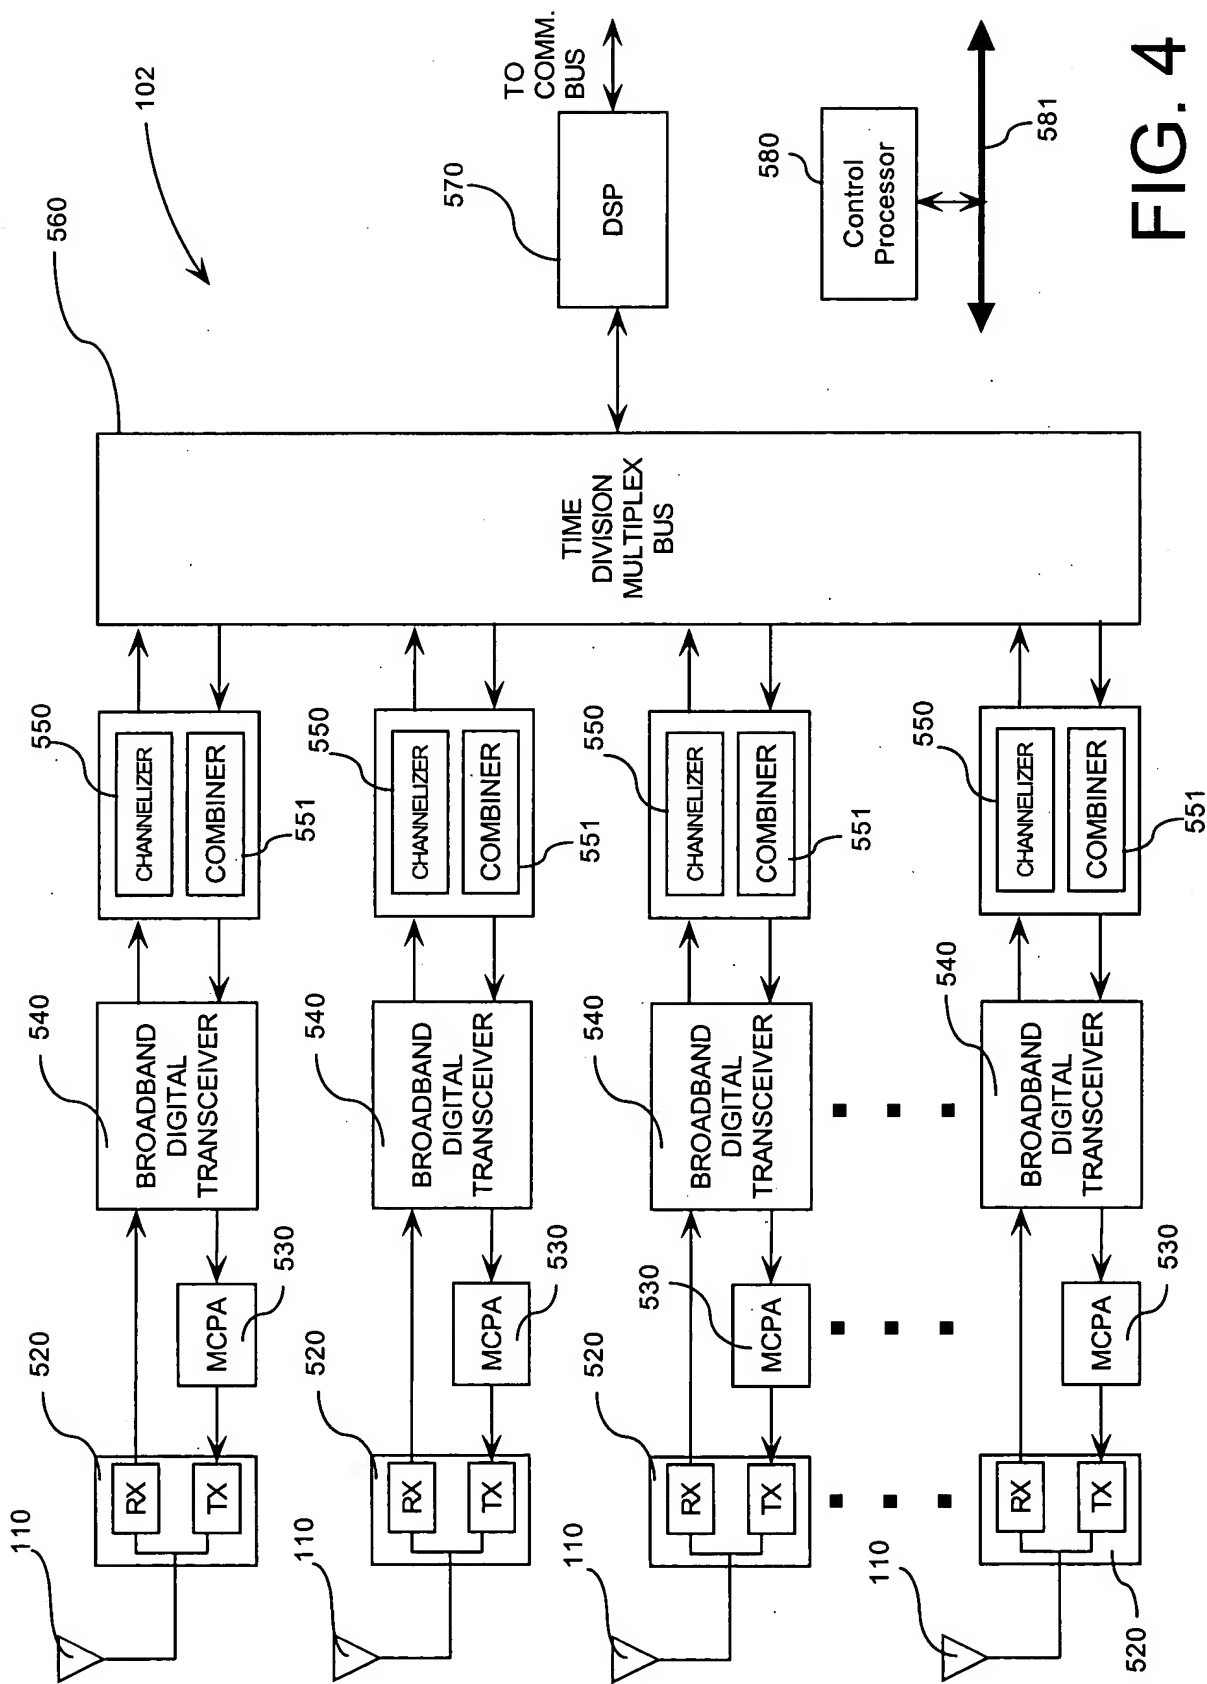 110
520
RX
TX
MCPA
530
540
BROADBAND
DIGITAL
TRANSCEIVER
550
CHANNELIZER
COMBINER
551
560
102
110
520
RX
TX
MCPA
530
540
BROADBAND
DIGITAL
TRANSCEIVER
550
CHANNELIZER
COMBINER
551
TIME
DIVISION
MULTIPLEX
BUS
570
DSP
TO
COMM.
BUS
110
520
RX
TX
530
MCPA
540
BROADBAND
DIGITAL
TRANSCEIVER
550
CHANNELIZER
COMBINER
551
580
Control
Processor
581
110
520
RX
TX
MCPA
530
540
BROADBAND
DIGITAL
TRANSCEIVER
550
CHANNELIZER
COMBINER
551
FIG. 4